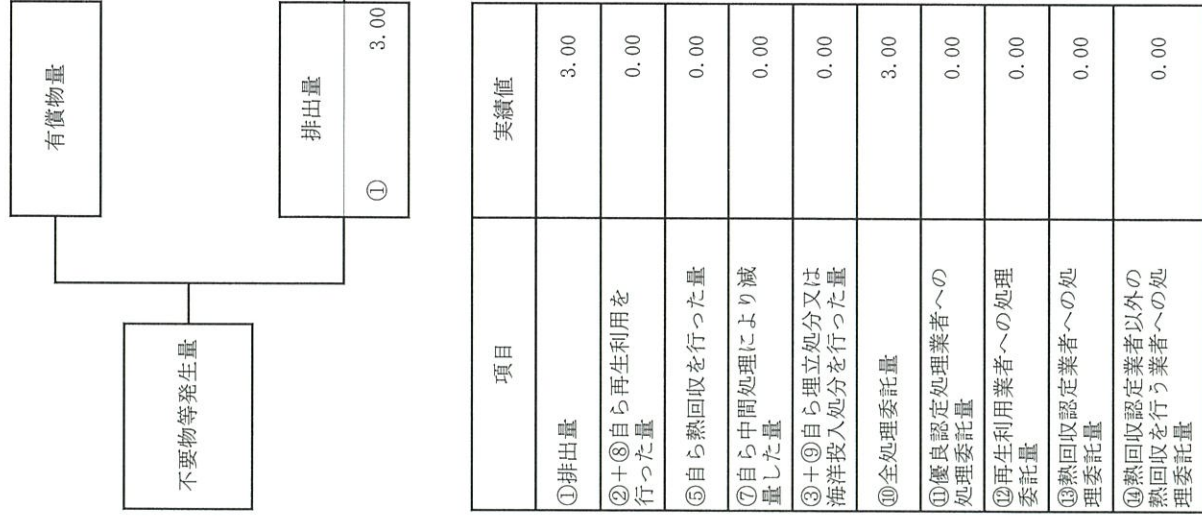 不要物等発生量
有償物量
排出量
①
3.00
項目
実績値
①排出量
3.00
②＋⑧自ら再生利用を
行った量
0.00
⑤自ら熱回収を行った量
0.00
⑦自ら中間処理により減
量した量
0.00
③＋⑨自ら埋立処分又は
海洋投入処分を行った量
0.00
⑩全処理委託量
3.00
⑪優良認定処理業者への
処理委託量
0.00
⑫再生利用業者への処理
委託量
0.00
⑬熱回収認定業者への処
理委託量
0.00
⑭熱回収認定業者以外の
熱回収を行う業者への処
理委託量
0.00